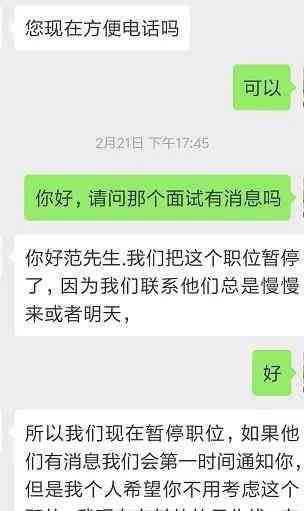 您现在方便电话吗
可以
2月21日 下午17:45
你好，请问那个面试有消息吗
你好范先生.我们把这个职位暂停
了，因为我们联系他们总是慢慢
来或者明天，
好
所以我们现在暂停职位，如果他
们有消息我们会第一时间通知你，
但是我个人希望你不用考虑这个